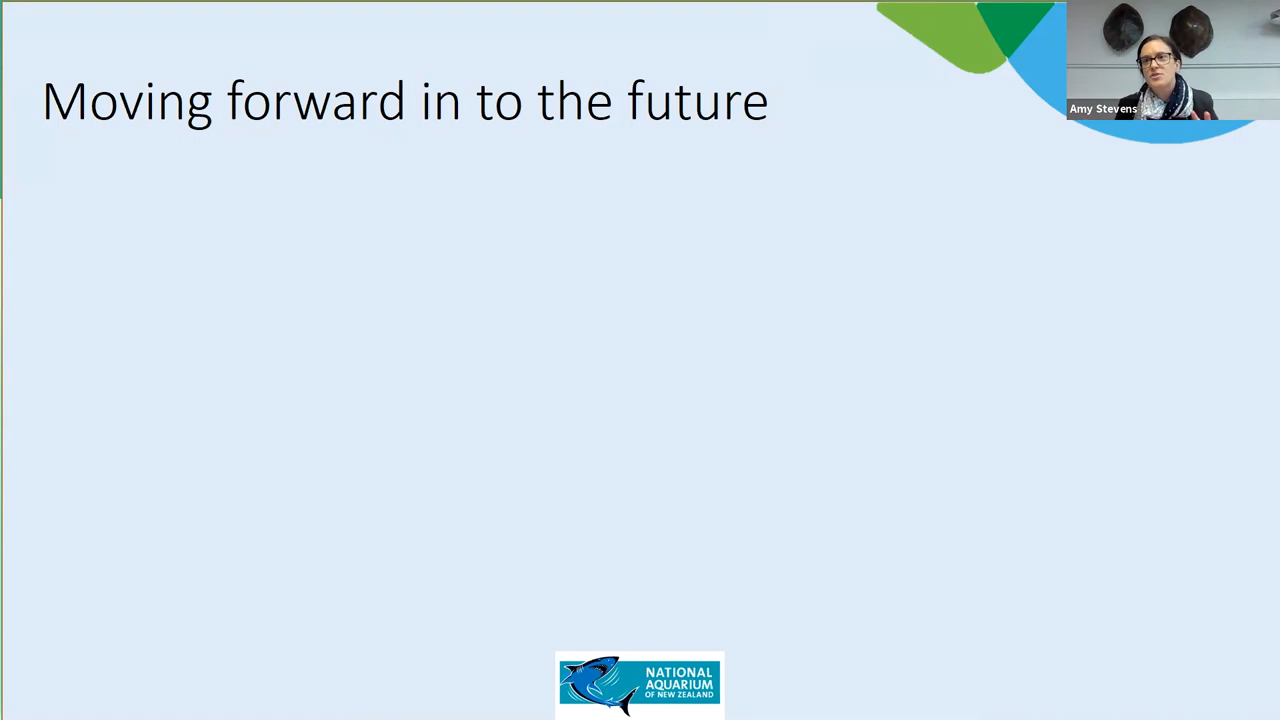 Moving forward in to the future
Amy Stevens
NATIONAL
AQUARIUM
OF NEW ZEALAND